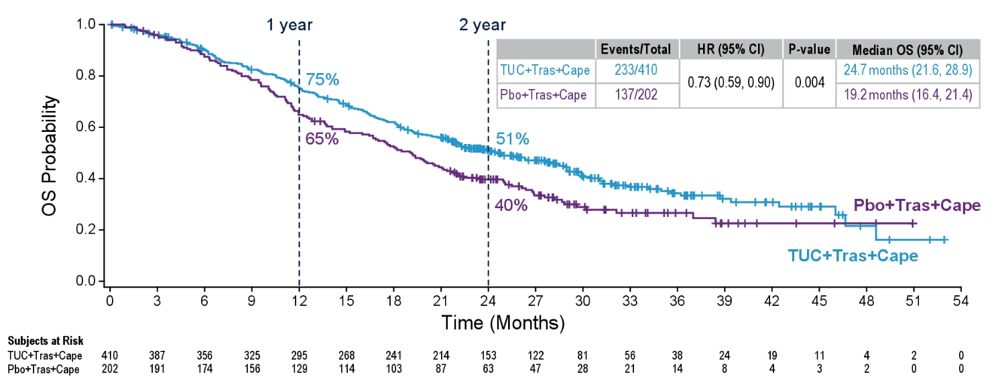 1 year
2 year
1.0
0.8
0.6
0.4
0.2
0.0
OS Probability
75%
65%
51%
40%
Events/Total HR (95% CI) P-value Median OS (95% CI)
TUC+Tras+Cape 233/410 0.73 (0.59, 0.90) 0.004 24.7 months (21.6, 28.9)
Pbo+Tras+Cape 137/202 19.2 months (16.4, 21.4)
Pbo+Tras+Cape
TUC+Tras+Cape
0 3 6 9 12 15 18 21 24 27 30 33 36 39 42 45 48 51 54
Time (Months)
Subjects at Risk
TUC+Tras+Cape 410 387 356 325 295 268 241 214 153 122 81 56 38 24 19 11 4 2 0
Pbo+Tras+Cape 202 191 174 156 129 114 103 87 63 47 28 21 14 8 4 3 2 0 0